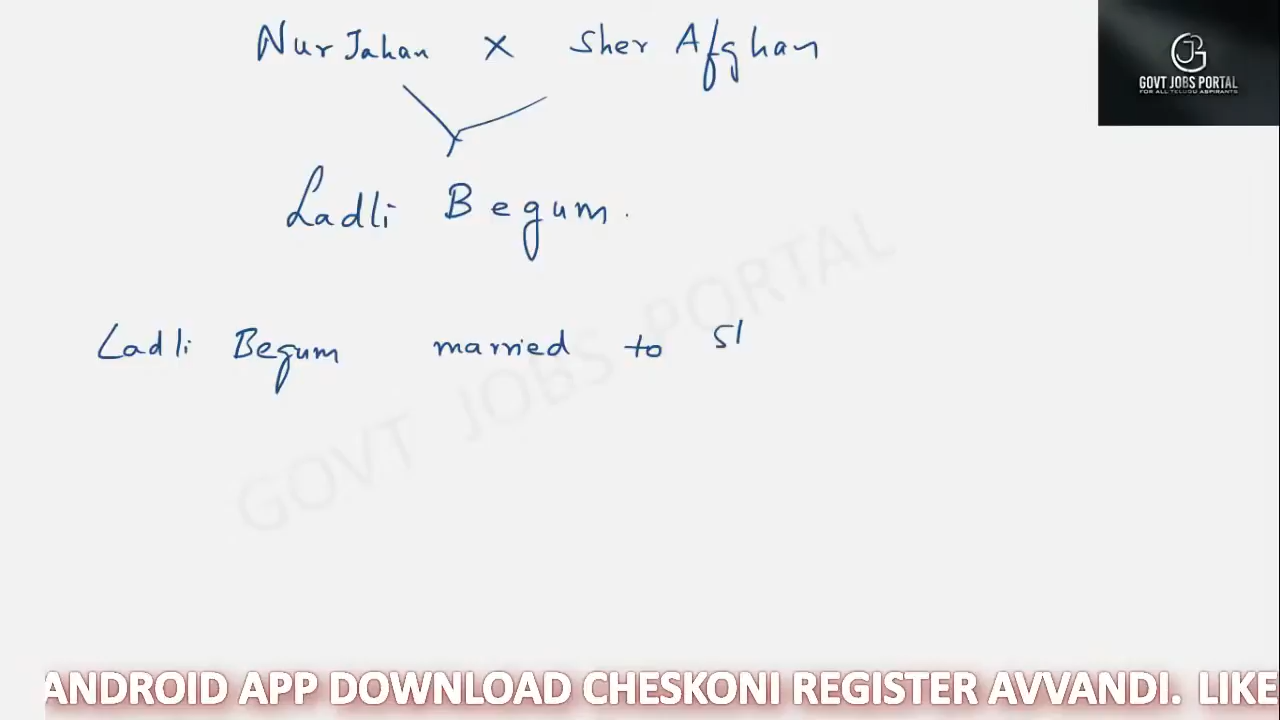 Nur Jahan X Sher Afghan
GOVT JOBS PORTAL
FOR ALL TELUGU ASPIRANTS
Ladli Begum.
Ladli Begum married to Sh
GOVT JOBS PORTAL
ANDROID APP DOWNLOAD CHESKONI REGISTER AVVANDI. LIKE